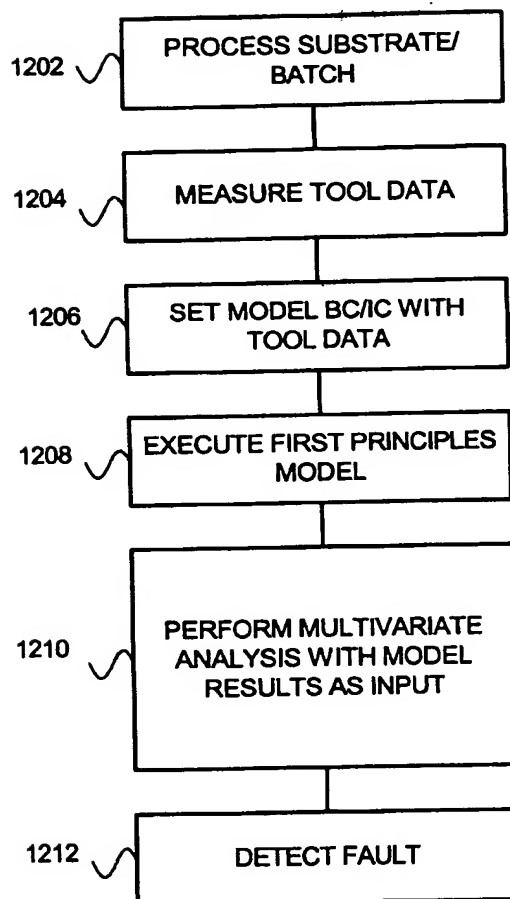 1202
PROCESS SUBSTRATE/
BATCH
1204
MEASURE TOOL DATA
1206
SET MODEL BC/IC WITH
TOOL DATA
1208
EXECUTE FIRST PRINCIPLES
MODEL
1210
PERFORM MULTIVARIATE
ANALYSIS WITH MODEL
RESULTS AS INPUT
1212
DETECT FAULT